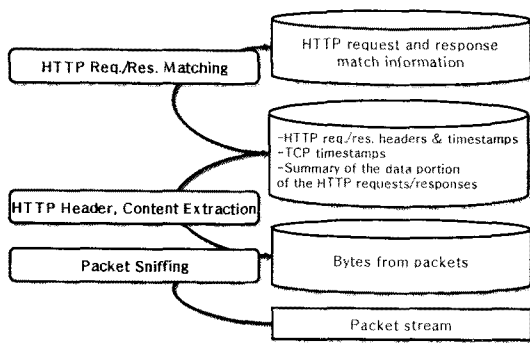 HTTP request and response
match information
HTTP Req./Res. Matching
-HTTP req./res. headers & timestamps
-TCP timestamps
-Summary of the data portion
of the HTTP requests/responses
HTTP Header, Content Extraction
Packet Sniffing
Bytes from packets
Packet stream